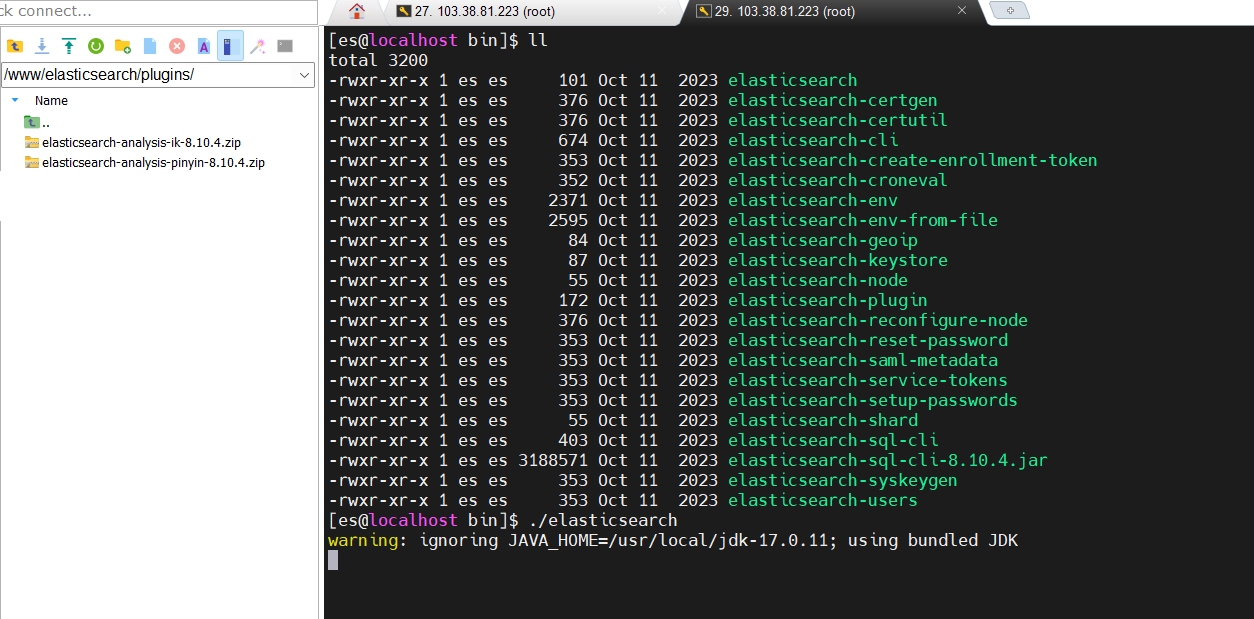 ck connect...
27. 103.38.81.223 (root)
29. 103.38.81.223 (root)
/www/elasticsearch/plugins/
Name
..
elasticsearch-analysis-ik-8.10.4.zip
elasticsearch-analysis-pinyin-8.10.4.zip
[es@localhost bin]$ ll
total 3200
-rwxr-xr-x 1 es es     101 Oct 11  2023 elasticsearch
-rwxr-xr-x 1 es es     376 Oct 11  2023 elasticsearch-certgen
-rwxr-xr-x 1 es es     376 Oct 11  2023 elasticsearch-certutil
-rwxr-xr-x 1 es es     674 Oct 11  2023 elasticsearch-cli
-rwxr-xr-x 1 es es     353 Oct 11  2023 elasticsearch-create-enrollment-token
-rwxr-xr-x 1 es es     352 Oct 11  2023 elasticsearch-croneval
-rwxr-xr-x 1 es es    2371 Oct 11  2023 elasticsearch-env
-rwxr-xr-x 1 es es    2595 Oct 11  2023 elasticsearch-env-from-file
-rwxr-xr-x 1 es es      84 Oct 11  2023 elasticsearch-geoip
-rwxr-xr-x 1 es es      87 Oct 11  2023 elasticsearch-keystore
-rwxr-xr-x 1 es es      55 Oct 11  2023 elasticsearch-node
-rwxr-xr-x 1 es es     172 Oct 11  2023 elasticsearch-plugin
-rwxr-xr-x 1 es es     376 Oct 11  2023 elasticsearch-reconfigure-node
-rwxr-xr-x 1 es es     353 Oct 11  2023 elasticsearch-reset-password
-rwxr-xr-x 1 es es     353 Oct 11  2023 elasticsearch-saml-metadata
-rwxr-xr-x 1 es es     353 Oct 11  2023 elasticsearch-service-tokens
-rwxr-xr-x 1 es es     353 Oct 11  2023 elasticsearch-setup-passwords
-rwxr-xr-x 1 es es      55 Oct 11  2023 elasticsearch-shard
-rwxr-xr-x 1 es es     403 Oct 11  2023 elasticsearch-sql-cli
-rwxr-xr-x 1 es es 3188571 Oct 11  2023 elasticsearch-sql-cli-8.10.4.jar
-rwxr-xr-x 1 es es     353 Oct 11  2023 elasticsearch-syskeygen
-rwxr-xr-x 1 es es     353 Oct 11  2023 elasticsearch-users
[es@localhost bin]$ ./elasticsearch
warning: ignoring JAVA_HOME=/usr/local/jdk-17.0.11; using bundled JDK